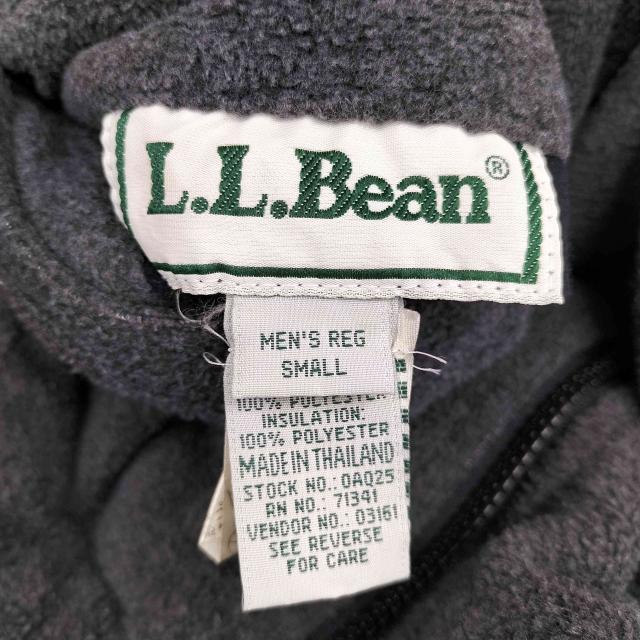 L.L.Bean®
MEN'S REG
SMALL
100% POLYESTER
INSULATION:
100% POLYESTER
MADE IN THAILAND
STOCK NO.: 0AQ25
RN NO.: 71341
VENDOR NO.: 03161
SEE REVERSE
FOR CARE